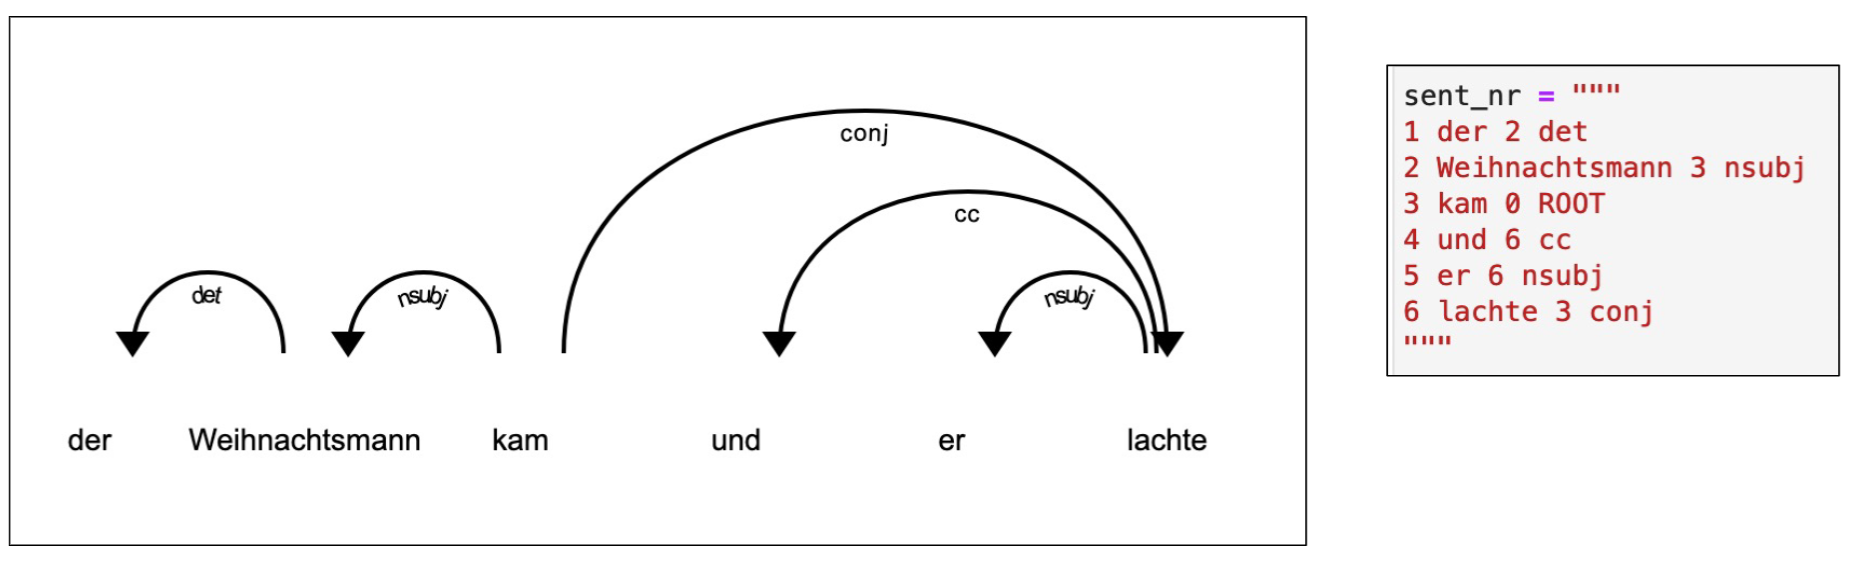 conj
cc
det nsubj nsubj
der Weihnachtsmann kam und er lachte
sent_nr = """
1 der 2 det
2 Weihnachtsmann 3 nsubj
3 kam 0 ROOT
4 und 6 cc
5 er 6 nsubj
6 lachte 3 conj
"""